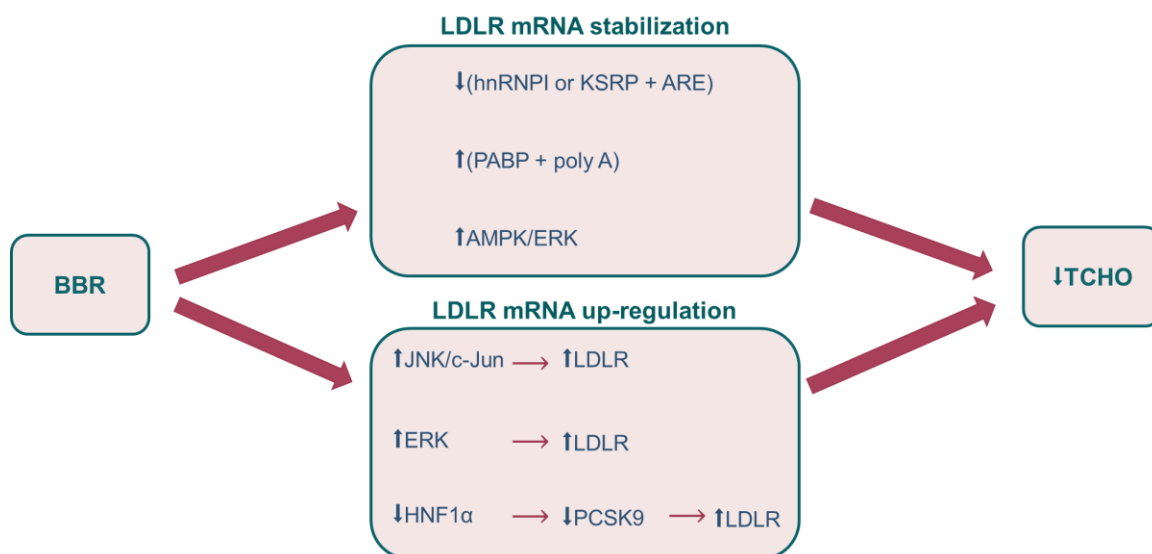 LDLR mRNA stabilization
↓(hnRNPI or KSRP + ARE)
↑(PABP + poly A)
↑AMPK/ERK
BBR
↓TCHO
LDLR mRNA up-regulation
↑JNK/c-Jun → ↑LDLR
↑ERK → ↑LDLR
↓HNF1α → ↓PCSK9 → ↑LDLR